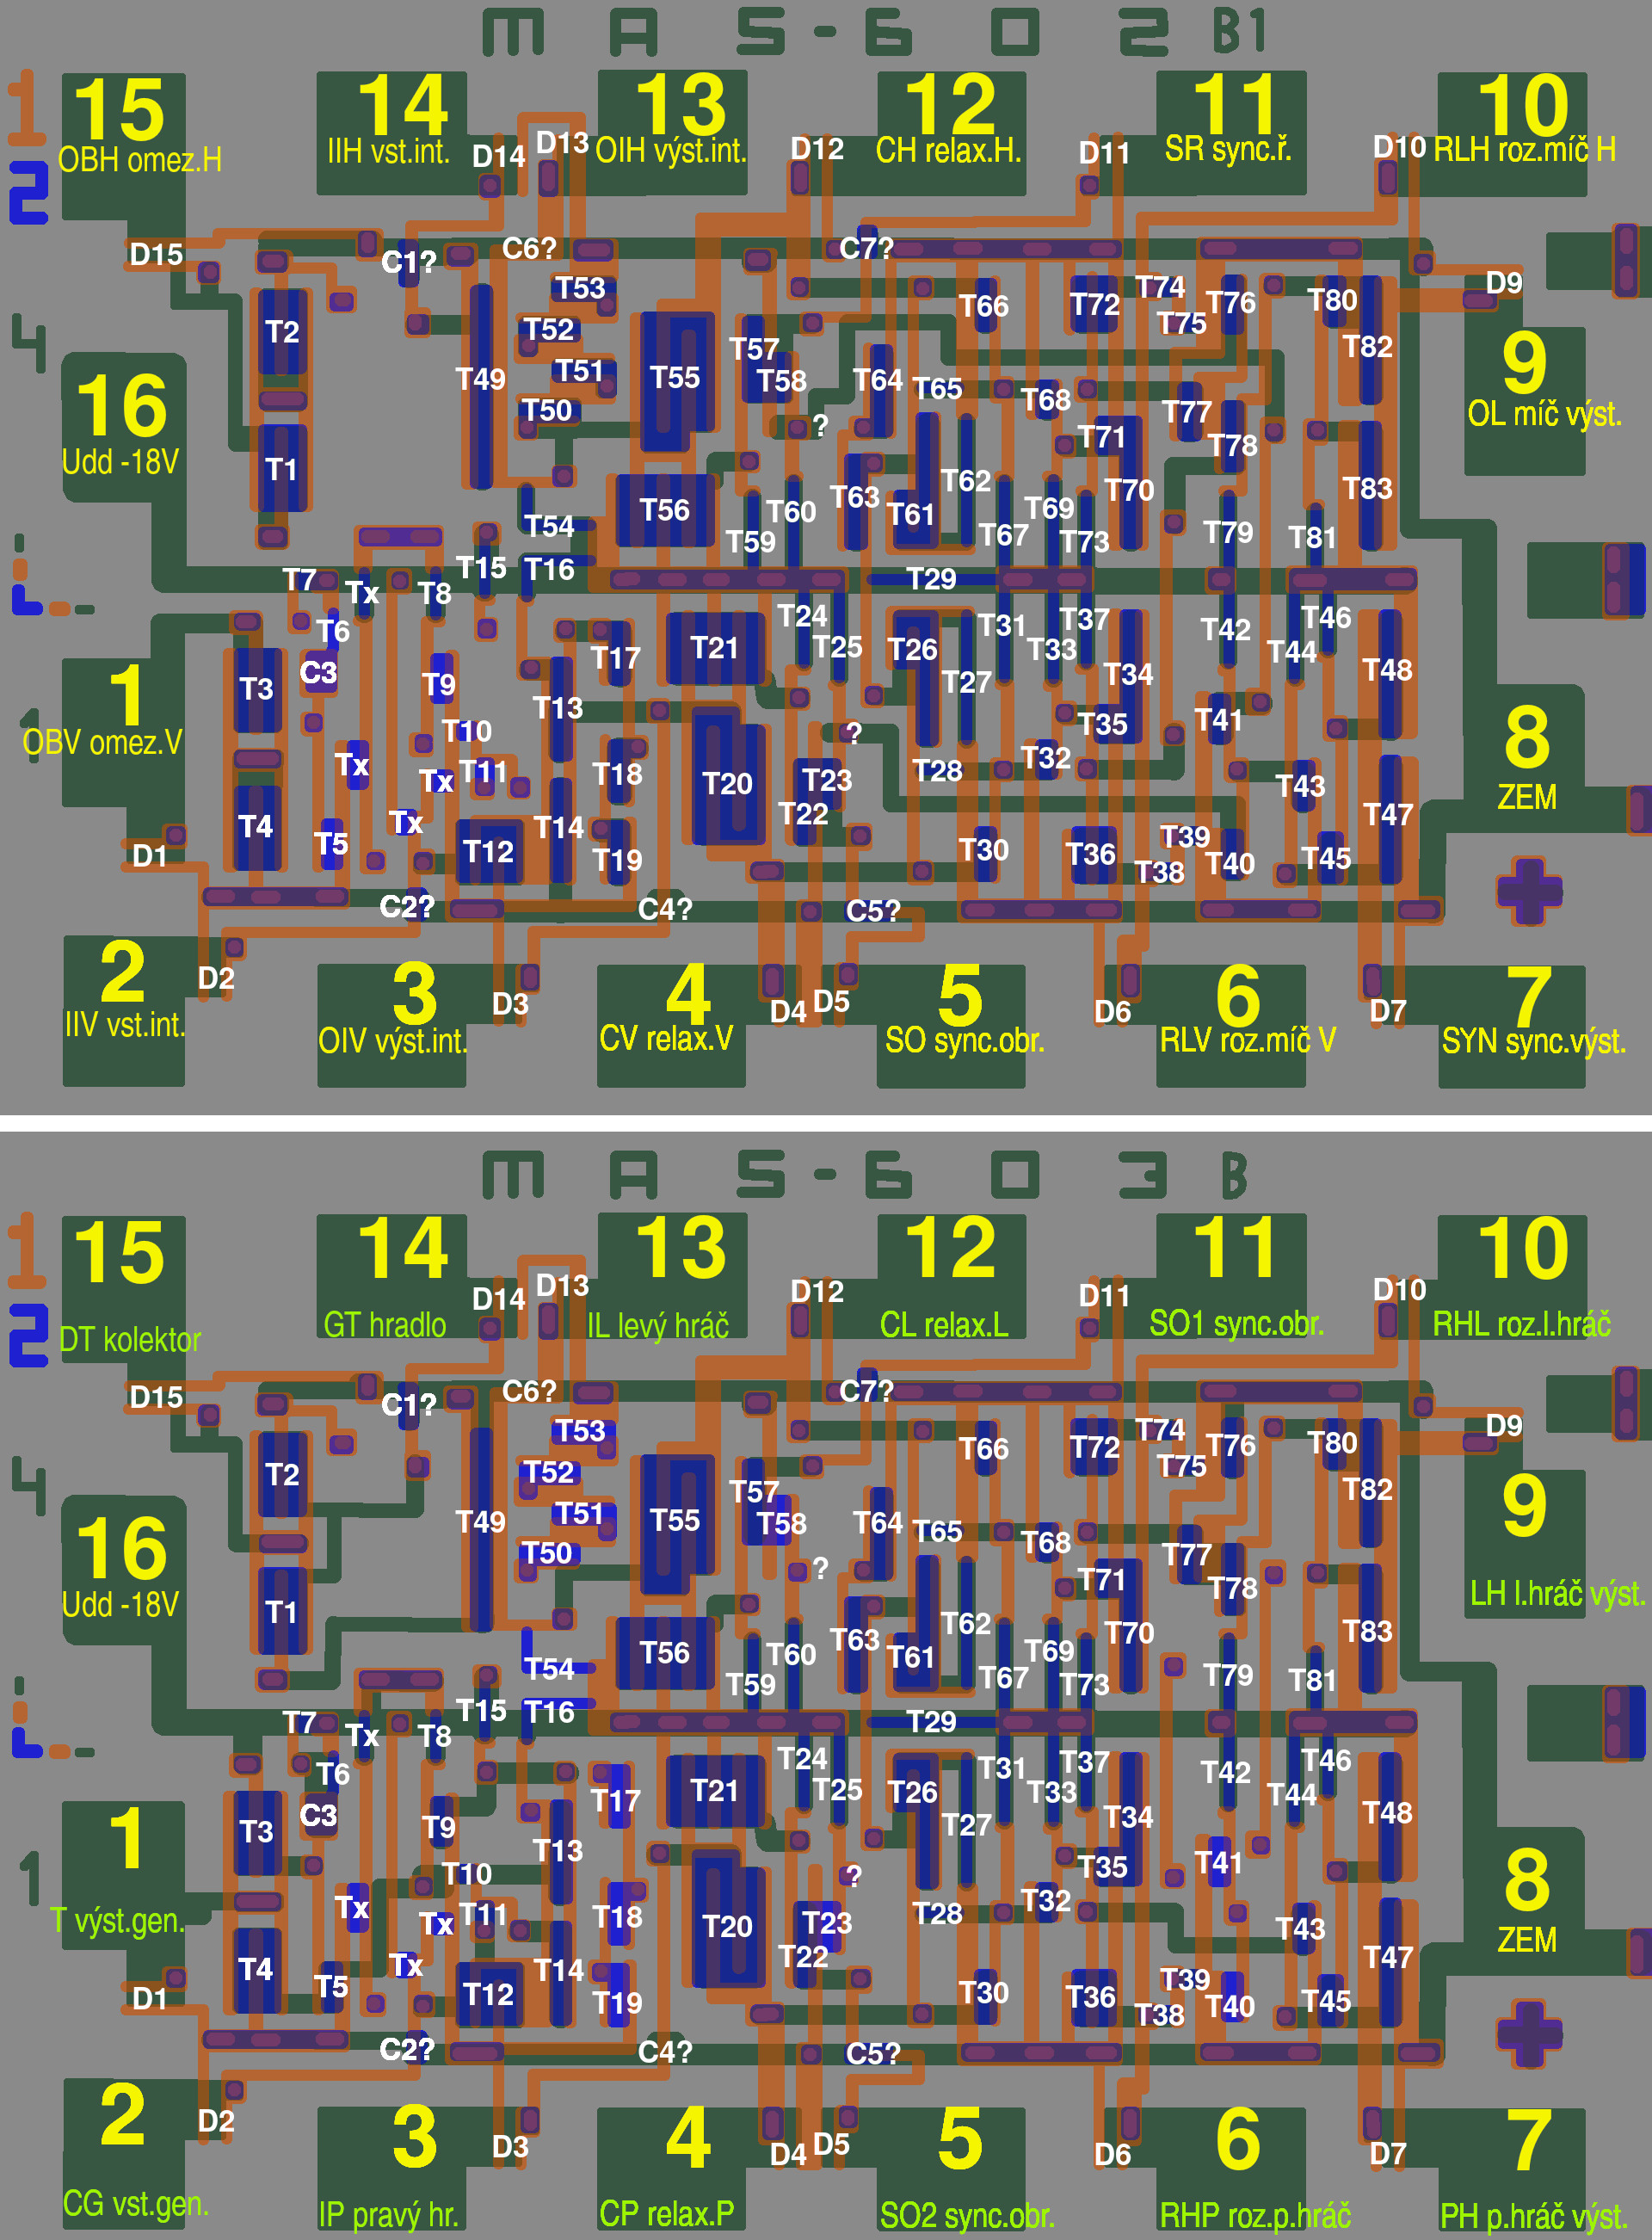 MAS-602 B1
1
2
4
1
15
OBH omez.H
14
IIH vst.int.
13
OIH výst.int.
12
CH relax.H.
11
SR sync.ř.
10
RLH roz.míč H
D14
D13
D12
D11
D10
D15
C1?
C6?
C7?
D9
T53
T66
T72
T74
T76
T80
T2
T52
T75
T57
T82
T49
T51
T55
T58
T64
T65
T68
9
OL míč výst.
16
Udd -18V
T50
?
T77
T71
T78
T1
T62
T70
T83
T63
T56
T60
T61
T69
T54
T59
T67
T73
T79
T81
T15
T16
T29
T7
Tx
T8
T24
T31
T37
T46
T6
T21
T25
T26
T33
T42
T44
T48
C3
T17
T34
T3
T9
T27
1
OBV omez.V
T13
T10
?
T35
T41
8
ZEM
Tx
Tx
T11
T18
T20
T23
T28
T32
T43
T22
T47
T4
Tx
T14
T5
T12
T19
T30
T36
T39
T40
T45
D1
T38
C2?
C4?
C5?
2
IIV vst.int.
D2
3
OIV výst.int.
D3
4
CV relax.V
D4
D5
5
SO sync.obr.
D6
6
RLV roz.míč V
D7
7
SYN sync.výst.
MAS-603 B
1
2
4
1
15
DT kolektor
14
GT hradlo
13
IL levý hráč
12
CL relax.L
11
SO1 sync.obr.
10
RHL roz.l.hráč
D14
D13
D12
D11
D10
D15
C1?
C6?
C7?
D9
T53
T66
T72
T74
T76
T80
T2
T52
T75
T57
T82
T49
T51
T55
T58
T64
T65
T68
9
LH l.hráč výst.
16
Udd -18V
T50
?
T77
T71
T78
T1
T62
T70
T83
T63
T56
T60
T61
T69
T54
T59
T67
T73
T79
T81
T15
T16
T29
T7
Tx
T8
T24
T31
T37
T46
T6
T21
T25
T26
T33
T42
T44
T48
C3
T17
T34
T3
T9
T27
1
T výst.gen.
T13
T10
?
T35
T41
8
ZEM
Tx
Tx
T11
T18
T20
T23
T28
T32
T43
T22
T47
T4
Tx
T14
T5
T12
T19
T30
T36
T39
T40
T45
D1
T38
C2?
C4?
C5?
2
CG vst.gen.
D2
3
IP pravý hr.
D3
4
CP relax.P
D4
D5
5
SO2 sync.obr.
D6
6
RHP roz.p.hráč
D7
7
PH p.hráč výst.